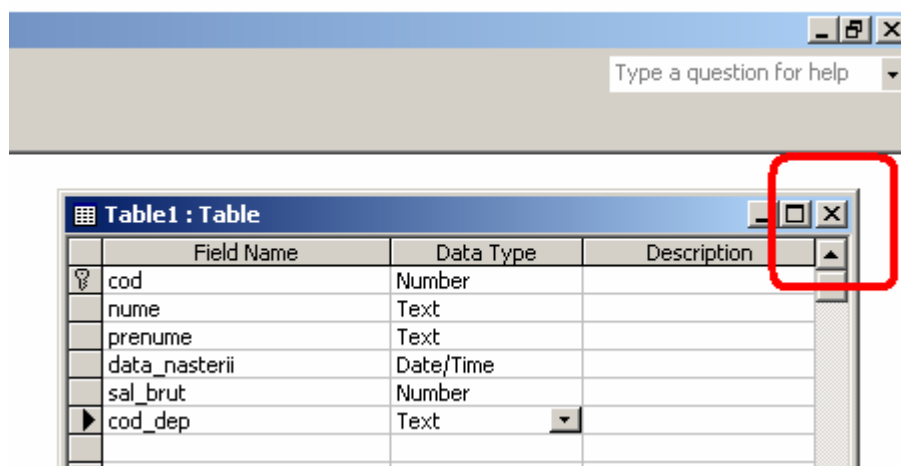 Type a question for help
Table1 : Table
Field Name Data Type Description
cod Number
nume Text
prenume Text
data_nasterii Date/Time
sal_brut Number
cod_dep Text